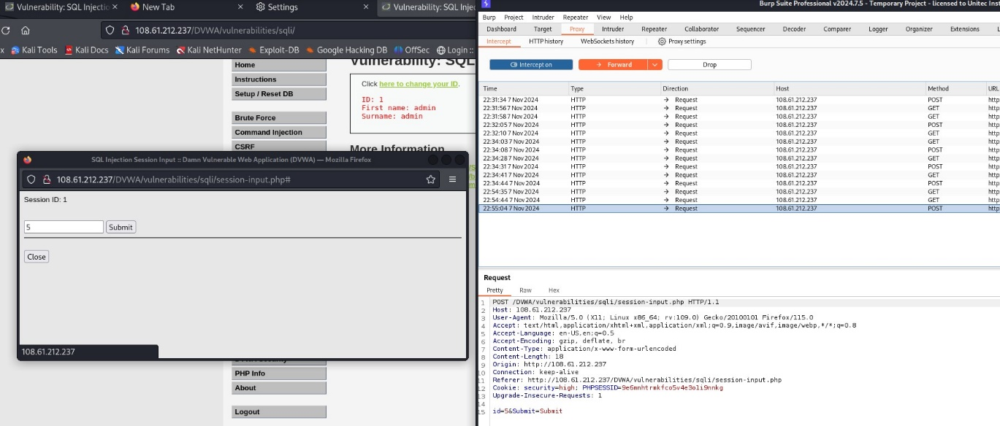 Vulnerability: SQL Injectio × New Tab × Settings × Vulnerability: SQL Inje
108.61.212.237/DVWA/vulnerabilities/sqli/
Kali Tools Kali Docs Kali Forums Kali NetHunter Exploit-DB Google Hacking DB OffSec Login ::
Home
Instructions
Setup / Reset DB
Brute Force
Command Injection
CSRF
Vulnerability: SQL
Click here to change your ID.
ID: 1
First name: admin
Surname: admin
More Information
SQL Injection Session Input :: Damn Vulnerable Web Application (DVWA) — Mozilla Firefox
108.61.212.237/DVWA/vulnerabilities/sqli/session-input.php#
Session ID: 1
5 Submit
Close
108.61.212.237
PHP Info
About
Logout
Burp Suite Professional v2024.7.5 - Temporary Project - licensed to Unitec Inst
Burp Project Intruder Repeater View Help
Dashboard Target Proxy Intruder Repeater Collaborator Sequencer Decoder Comparer Logger Organizer Extensions L
Intercept HTTP history WebSockets history Proxy settings
Intercept on Forward Drop
Time Type Direction Host Method URL
22:31:34 7 Nov 2024 HTTP → Request 108.61.212.237 POST http
22:31:56 7 Nov 2024 HTTP → Request 108.61.212.237 GET http
22:31:58 7 Nov 2024 HTTP → Request 108.61.212.237 GET http
22:32:05 7 Nov 2024 HTTP → Request 108.61.212.237 POST http
22:32:10 7 Nov 2024 HTTP → Request 108.61.212.237 GET http
22:34:03 7 Nov 2024 HTTP → Request 108.61.212.237 GET http
22:34:08 7 Nov 2024 HTTP → Request 108.61.212.237 POST http
22:34:28 7 Nov 2024 HTTP → Request 108.61.212.237 GET http
22:34:31 7 Nov 2024 HTTP → Request 108.61.212.237 POST http
22:34:41 7 Nov 2024 HTTP → Request 108.61.212.237 GET http
22:34:44 7 Nov 2024 HTTP → Request 108.61.212.237 POST http
22:54:35 7 Nov 2024 HTTP → Request 108.61.212.237 GET http
22:54:44 7 Nov 2024 HTTP → Request 108.61.212.237 GET http
22:55:04 7 Nov 2024 HTTP → Request 108.61.212.237 POST http
Request
Pretty Raw Hex
1 POST /DVWA/vulnerabilities/sqli/session-input.php HTTP/1.1
2 Host: 108.61.212.237
3 User-Agent: Mozilla/5.0 (X11; Linux x86_64; rv:109.0) Gecko/20100101 Firefox/115.0
4 Accept: text/html,application/xhtml+xml,application/xml;q=0.9,image/avif,image/webp,*/*;q=0.8
5 Accept-Language: en-US,en;q=0.5
6 Accept-Encoding: gzip, deflate, br
7 Content-Type: application/x-www-form-urlencoded
8 Content-Length: 18
9 Origin: http://108.61.212.237
10 Connection: keep-alive
11 Referer: http://108.61.212.237/DVWA/vulnerabilities/sqli/session-input.php
12 Cookie: security=high; PHPSESSID=9e6mnhtrmkfco5v4e3o1i9nnkg
13 Upgrade-Insecure-Requests: 1
14
15 id=5&Submit=Submit